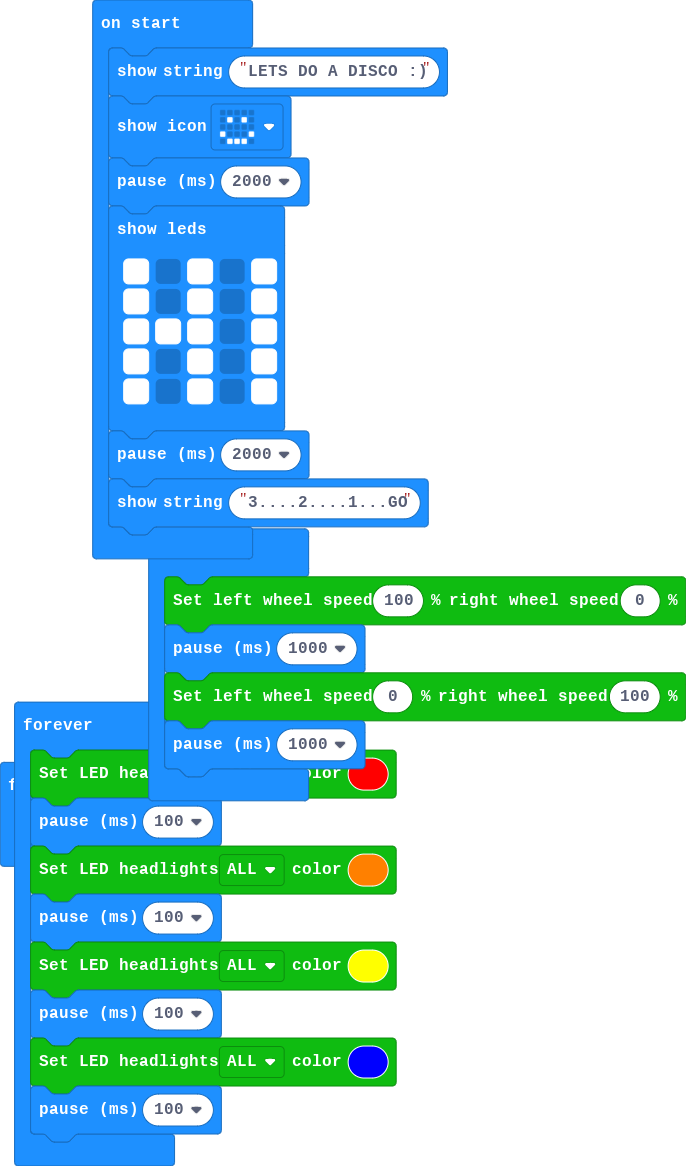 on start
show string "LETS DO A DISCO :)"
show icon
pause (ms) 2000
show leds
pause (ms) 2000
show string "3....2....1...GO"
Set left wheel speed 100 % right wheel speed 0 %
pause (ms) 1000
Set left wheel speed 0 % right wheel speed 100 %
forever
pause (ms) 1000
Set LED
pause (ms) 100
Set LED headlights ALL color
pause (ms) 100
Set LED headlights ALL color
pause (ms) 100
Set LED headlights ALL color
pause (ms) 100